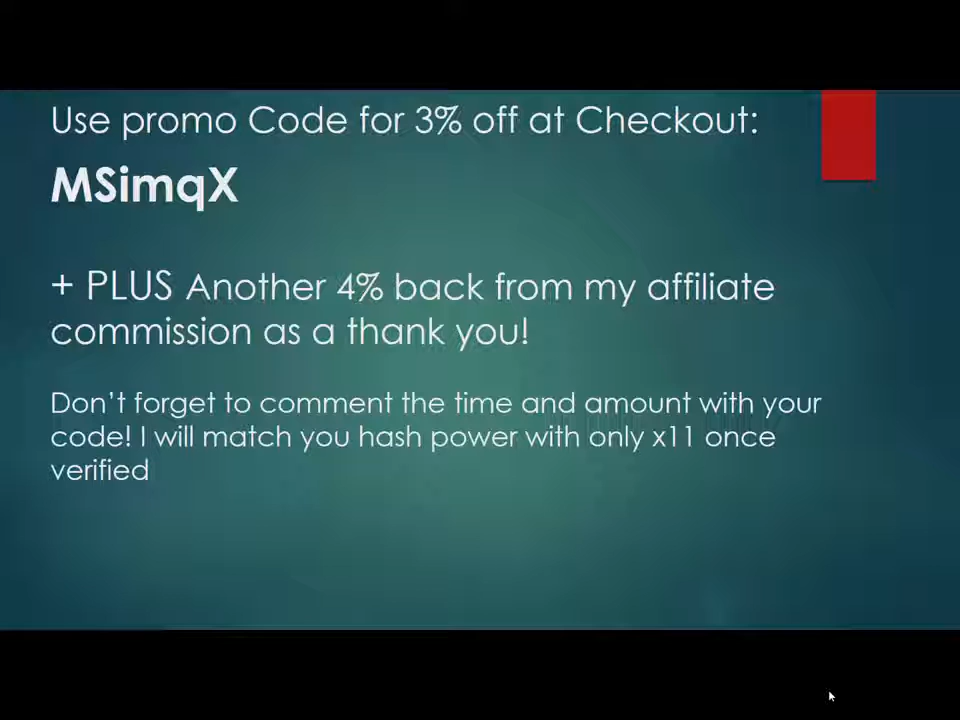 Use promo Code for 3% off at Checkout:
MSimqX
+ PLUS Another 4% back from my affiliate
commission as a thank you!
Don't forget to comment the time and amount with your
code! I will match you hash power with only x11 once
verified